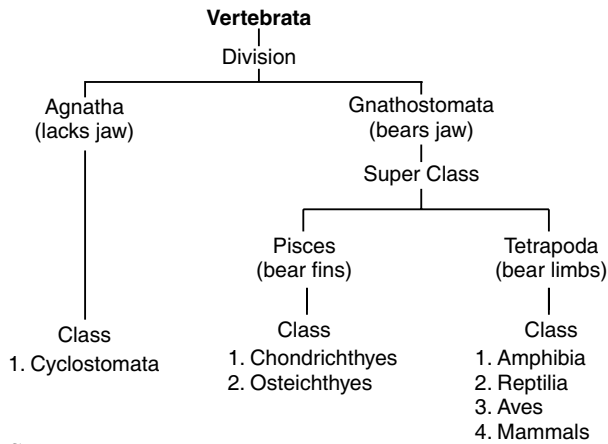 Vertebrata
Division
Agnatha
(lacks jaw)
Gnathostomata
(bears jaw)
Super Class
Pisces
(bear fins)
Tetrapoda
(bear limbs)
Class
1. Cyclostomata
Class
1. Chondrichthyes
2. Osteichthyes
Class
1. Amphibia
2. Reptilia
3. Aves
4. Mammals